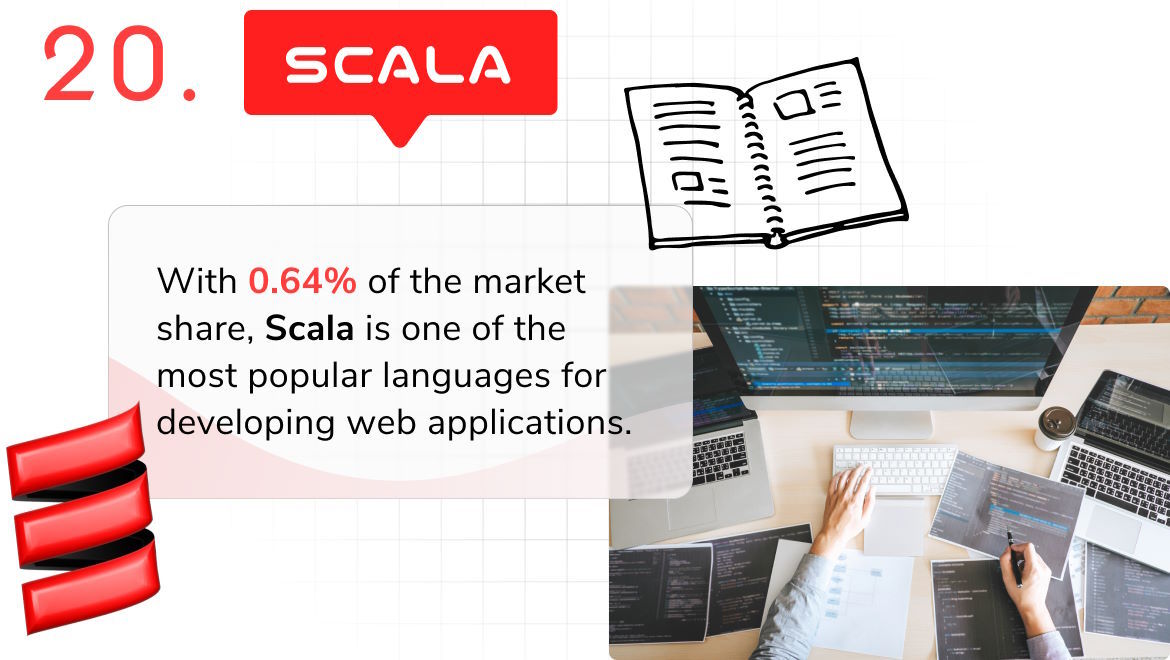 20.
SCALA
With 0.64% of the market
share, Scala is one of the
most popular languages for
developing web applications.